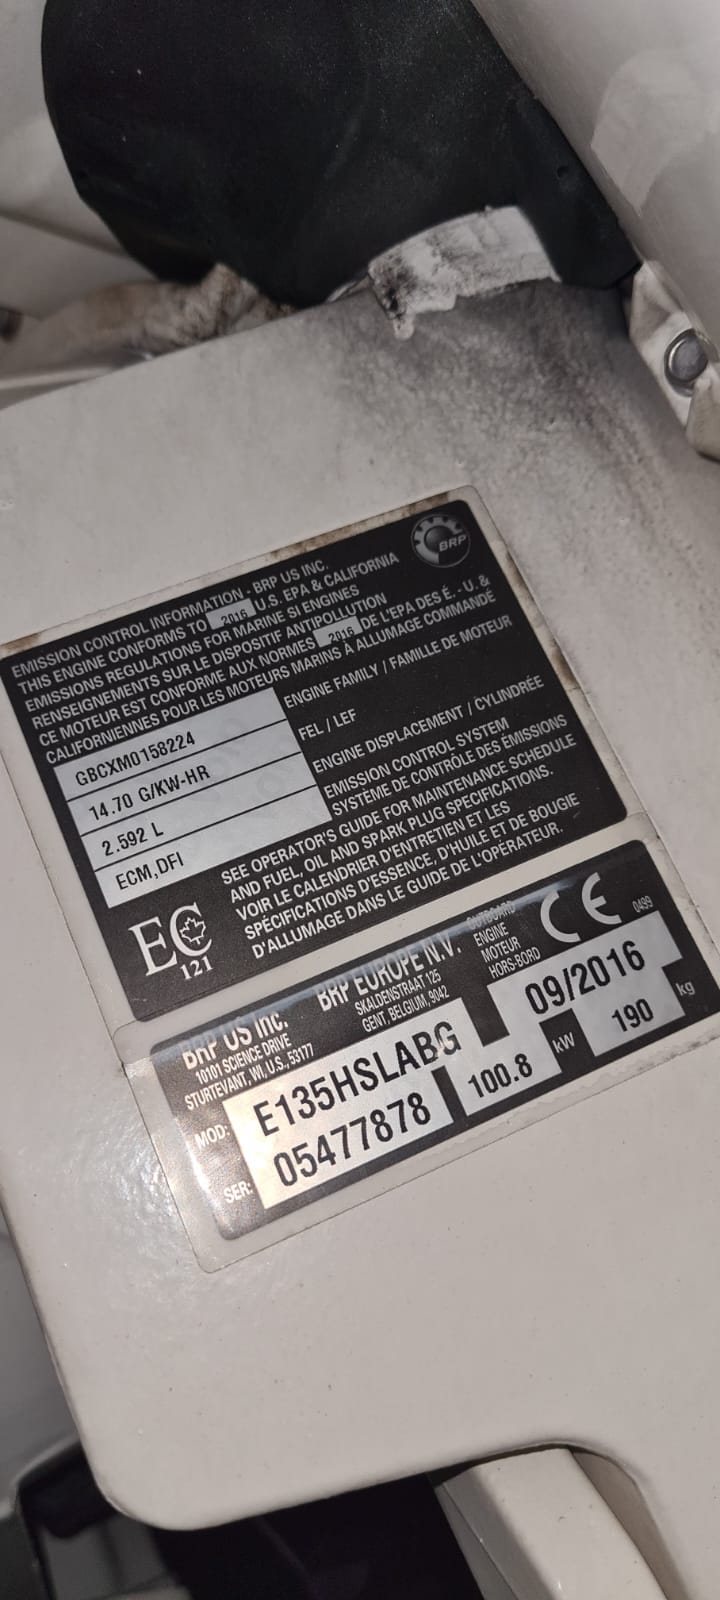 BRP
EMISSION CONTROL INFORMATION - BRP US INC.
THIS ENGINE CONFORMS TO 2016 U.S. EPA & CALIFORNIA
EMISSIONS REGULATIONS FOR MARINE SI ENGINES
RENSEIGNEMENTS SUR LE DISPOSITIF ANTIPOLLUTION
CE MOTEUR EST CONFORME AUX NORMES 2016 DE L'EPA DES É. - U. &
CALIFORNIENNES POUR LES MOTEURS MARINS À ALLUMAGE COMMANDÉ
GBCXM0158224 ENGINE FAMILY / FAMILLE DE MOTEUR
14.70 G/KW-HR FEL / LEF
2.592 L ENGINE DISPLACEMENT / CYLINDRÉE
ECM,DFI EMISSION CONTROL SYSTEM
SYSTÈME DE CONTRÔLE DES ÉMISSIONS
SEE OPERATOR'S GUIDE FOR MAINTENANCE SCHEDULE
AND FUEL, OIL AND SPARK PLUG SPECIFICATIONS.
VOIR LE CALENDRIER D'ENTRETIEN ET LES
SPÉCIFICATIONS D'ESSENCE, D'HUILE ET DE BOUGIE
D'ALLUMAGE DANS LE GUIDE DE L'OPÉRATEUR.
EC
121
BRP US Inc.
10101 SCIENCE DRIVE
STURTEVANT, WI, U.S., 53177
BRP EUROPE N.V.
SKALDENSTRAAT 125
GENT, BELGIUM, 9042
OUTBOARD
ENGINE
MOTEUR
HORS-BORD
CE 0499
MOD: E135HSLABG 09/2016
SER: 05477878 100.8 kW 190 kg